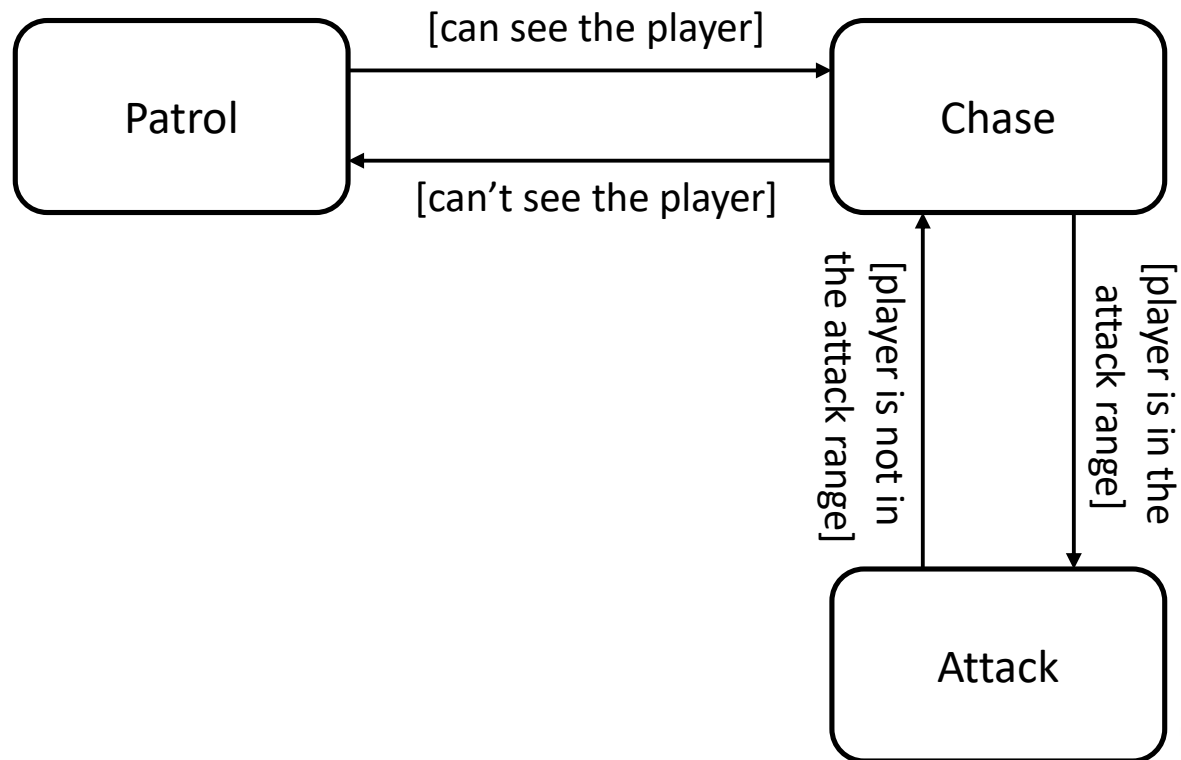 [can see the player]
Patrol
Chase
[can’t see the player]
[player is not in
the attack range]
[player is in the
attack range]
Attack